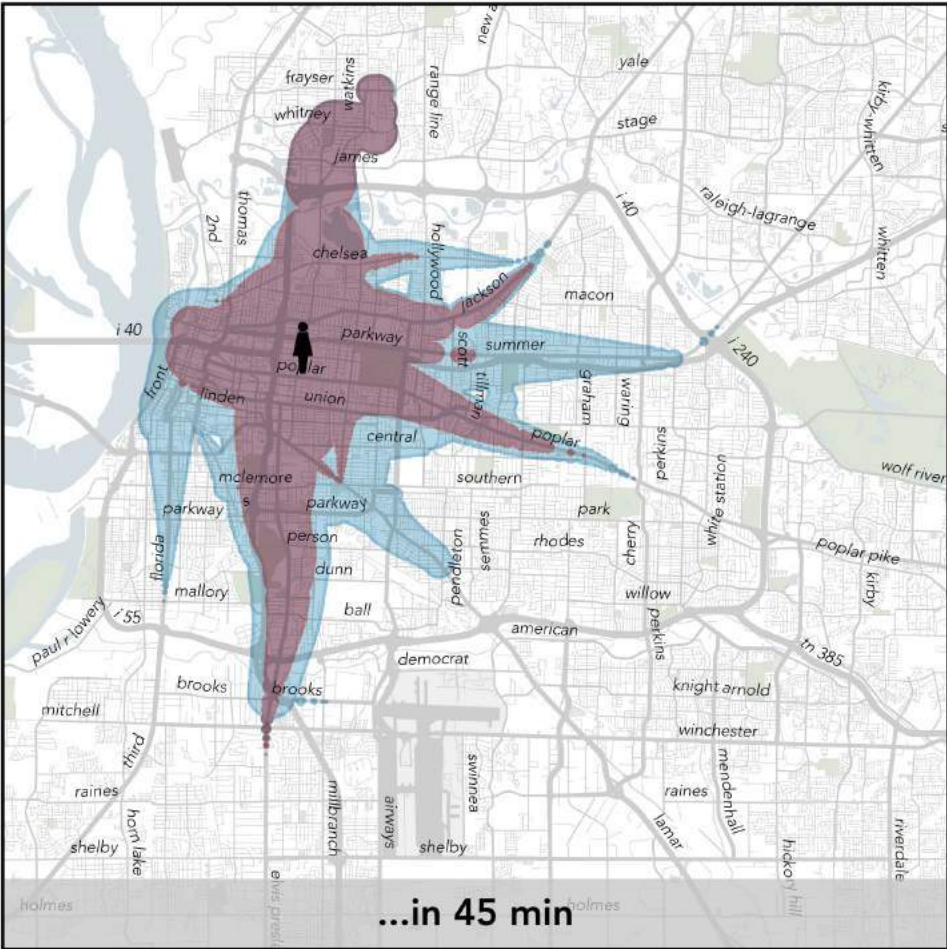 new a
yale
frayser
watkins
range line
kirby-whitten
whitney
stage
james
i 40
raleigh-lagrange
thomas
2nd
whitten
hollywood
chelsea
jackson
macon
i 40
parkway
scott
summer
i 240
poplar
front
linden
union
tillman
graham
waring
central
poplar
perkins
wolf river
mclemore
southern
white station
s
parkway
parkway
park
person
semmes
rhodes
cherry
poplar pike
florida
dunn
pendleton
mallory
willow
kirby
ball
i 55
american
perkins
paul r lowery
tn 385
democrat
brooks
brooks
knight arnold
mitchell
winchester
third
swinnea
mendenhall
raines
millbranch
airways
raines
horn lake
lamar
riverdale
shelby
shelby
hickory hill
elvis presl
holmes
...in 45 min
holmes